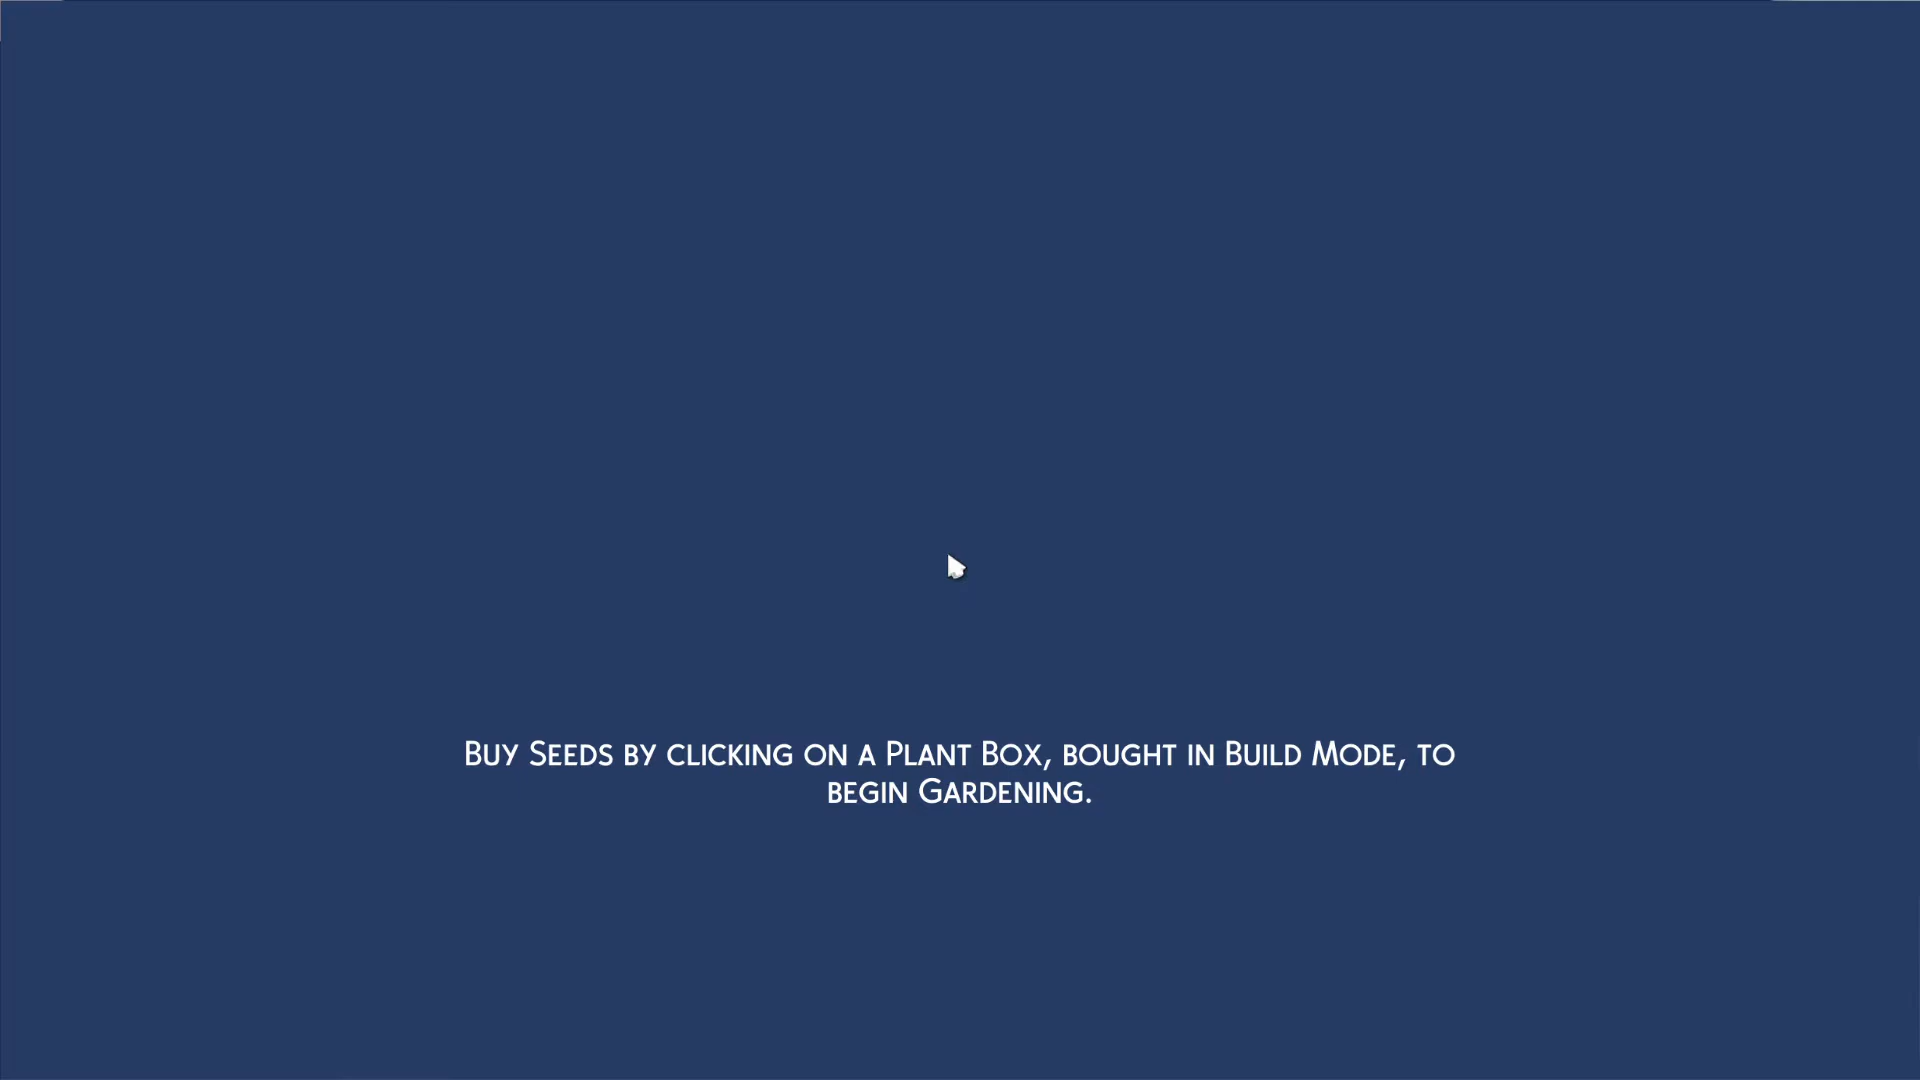 Buy Seeds by clicking on a Plant Box, bought in Build Mode, to
begin Gardening.